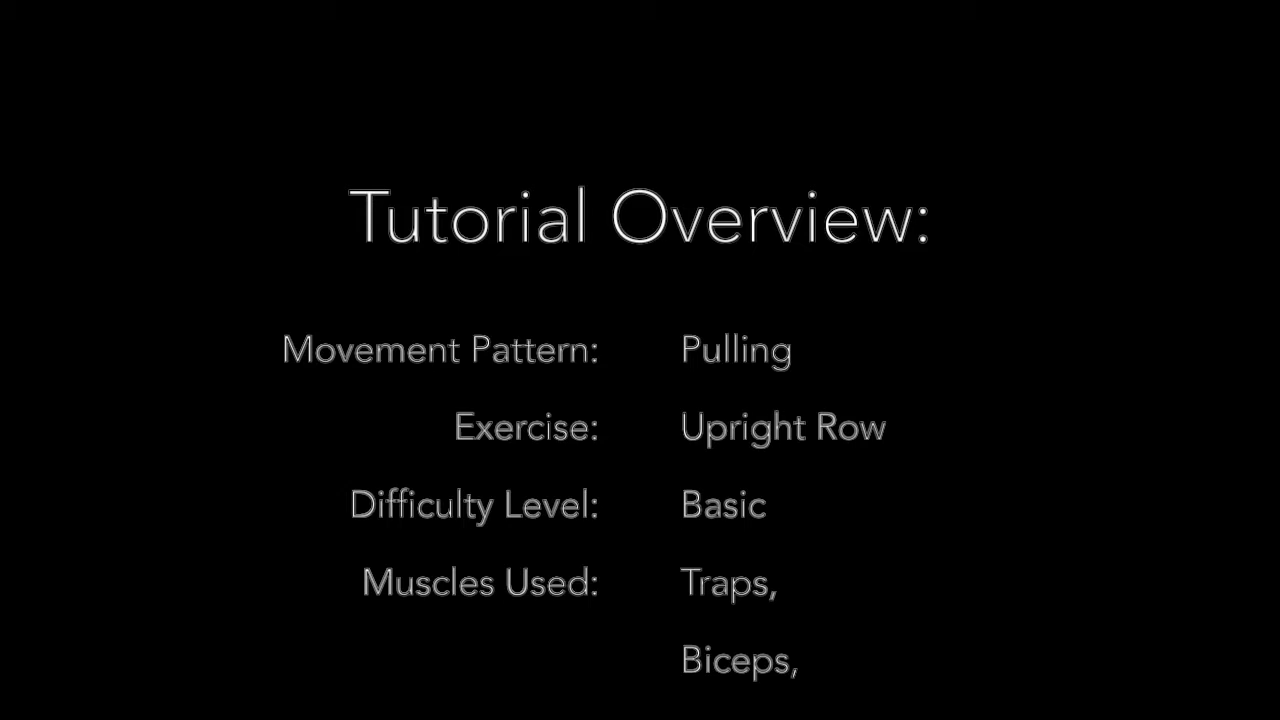 Tutorial Overview:
Movement Pattern: Pulling
Exercise: Upright Row
Difficulty Level: Basic
Muscles Used: Traps,
Biceps,